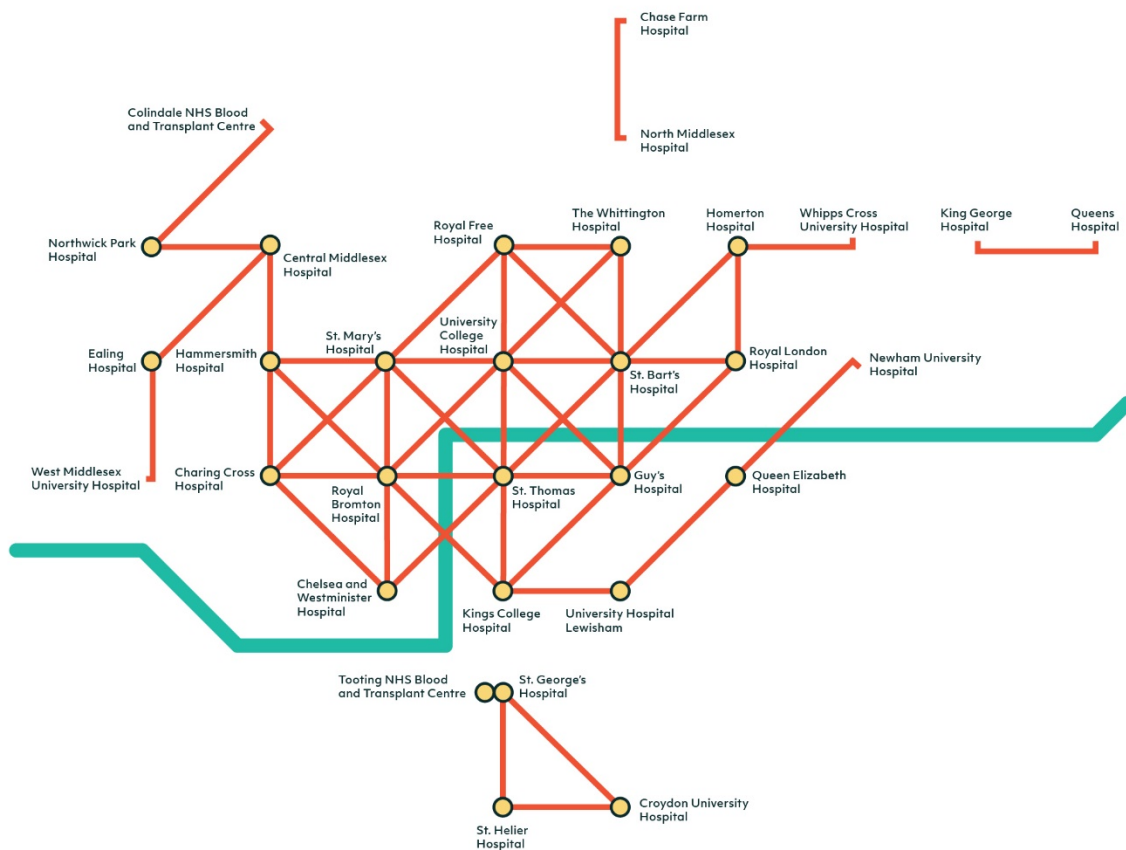 Chase Farm
Hospital
Colindale NHS Blood
and Transplant Centre
North Middlesex
Hospital
Northwick Park
Hospital
Central Middlesex
Hospital
Royal Free
Hospital
The Whittington
Hospital
Homerton
Hospital
Whipps Cross
University Hospital
King George
Hospital
Queens
Hospital
Ealing
Hospital
Hammersmith
Hospital
St. Mary's
Hospital
University
College
Hospital
St. Bart's
Hospital
Royal London
Hospital
Newham University
Hospital
West Middlesex
University Hospital
Charing Cross
Hospital
Royal
Bromton
Hospital
St. Thomas
Hospital
Guy's
Hospital
Queen Elizabeth
Hospital
Chelsea and
Westminister
Hospital
Kings College
Hospital
University Hospital
Lewisham
Tooting NHS Blood
and Transplant Centre
St. George's
Hospital
St. Helier
Hospital
Croydon University
Hospital